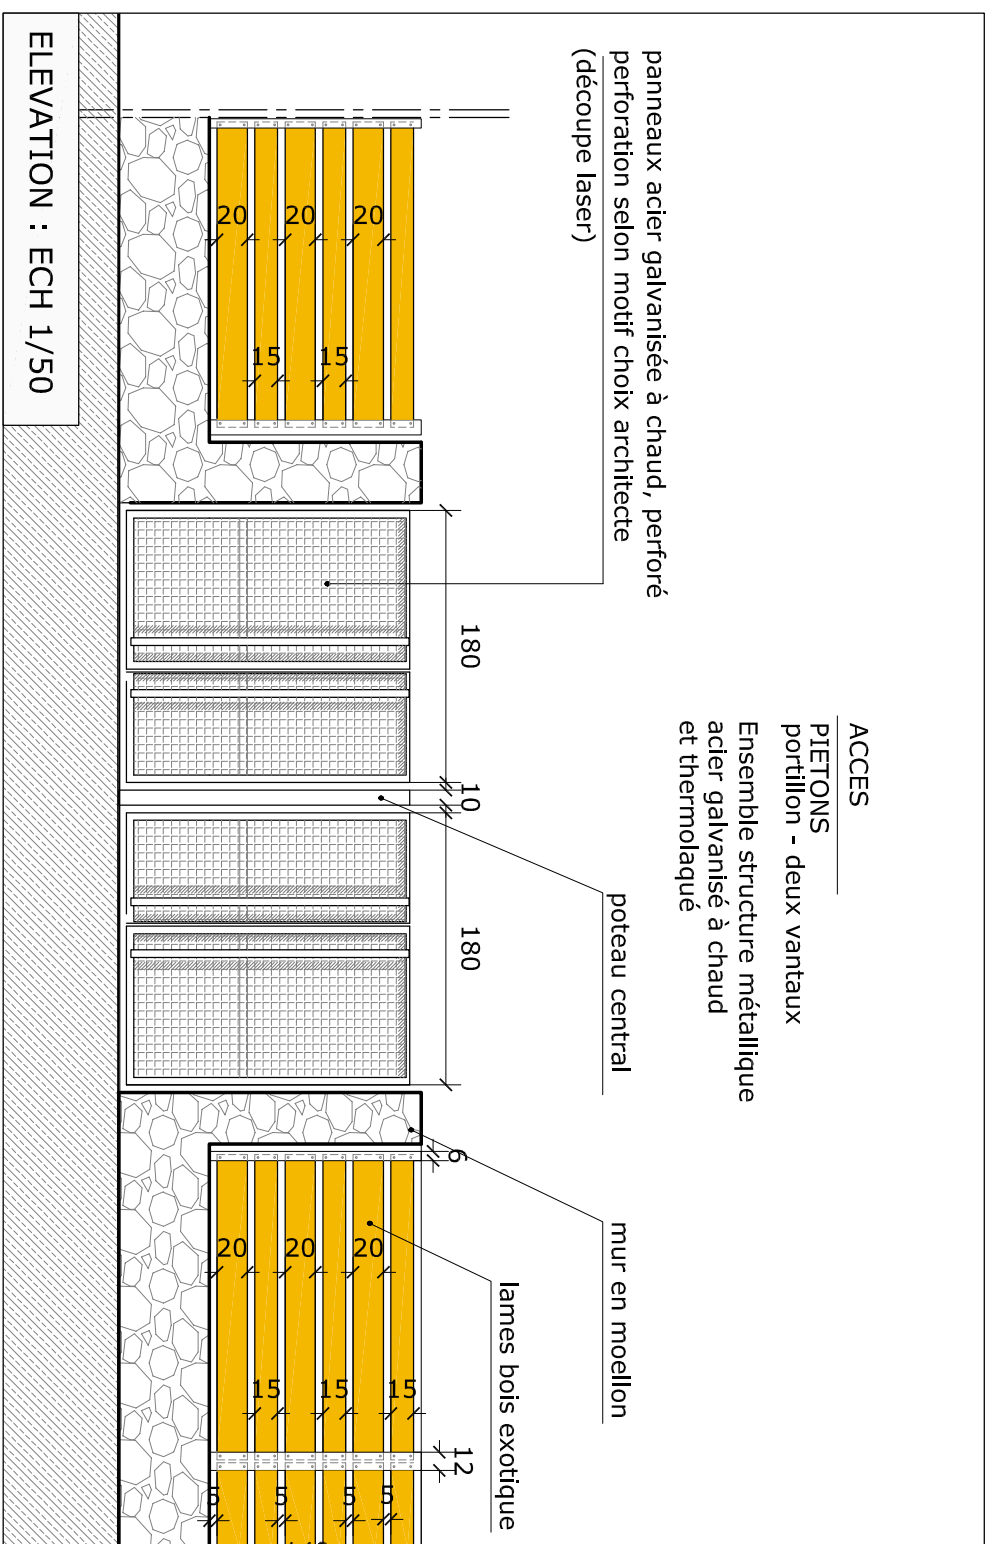 ACCES
PIETONS
portillon - deux vantaux
Ensemble structure métallique
acier galvanisé à chaud
et thermolaqué
panneaux acier galvanisée à chaud, perforé
perforation selon motif choix architecte
(découpe laser)
poteau central
mur en moellon
lames bois exotique
180
10
180
6
12
20
20
20
15
15
20
20
20
15
15
15
5
5
5
5
ELEVATION : ECH 1/50